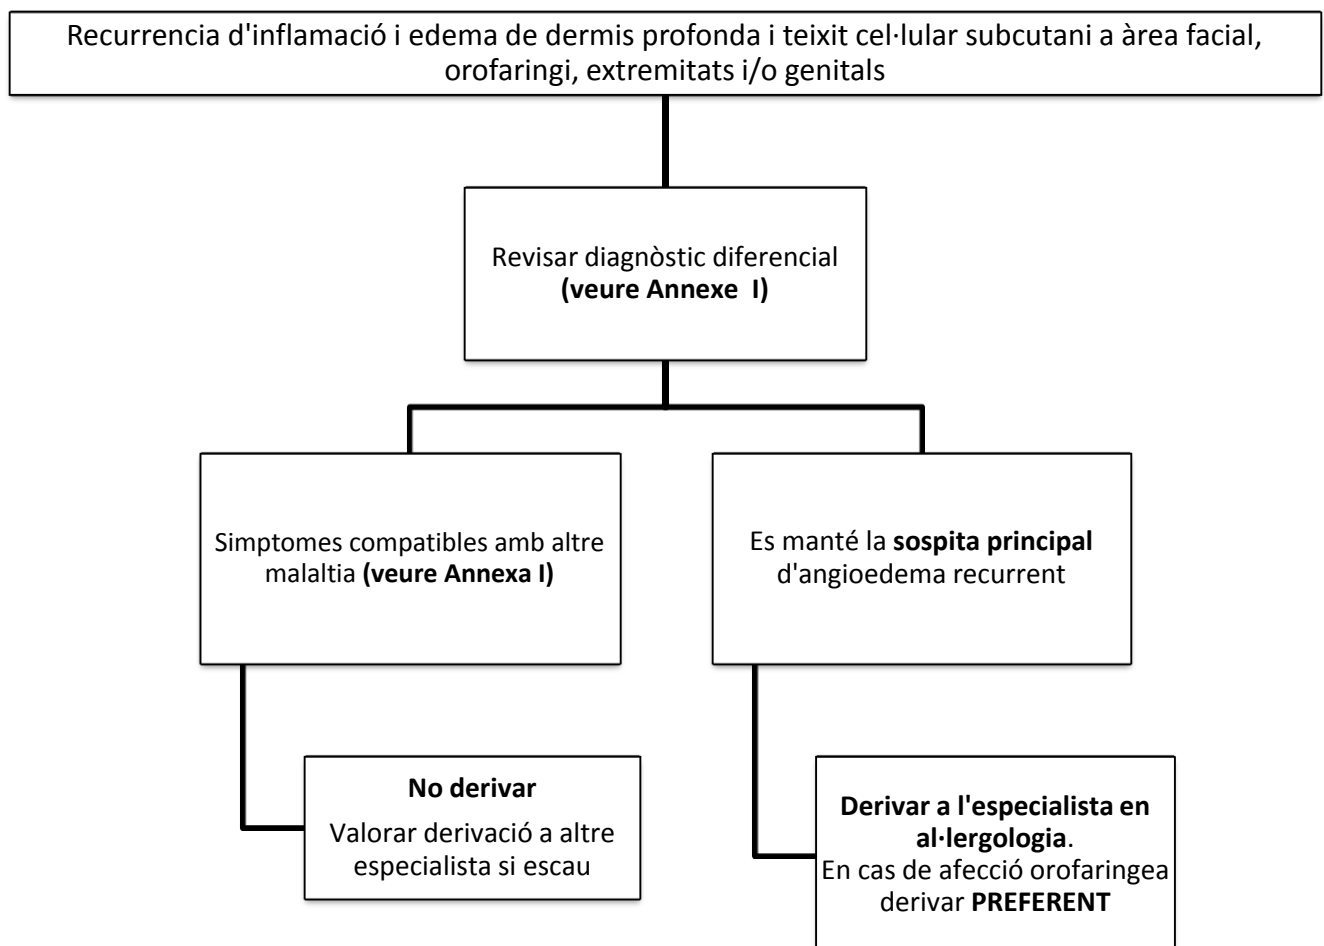 Recurrencia d'inflamació i edema de dermis profonda i teixit cel·lular subcutani a àrea facial,
orofaringi, extremitats i/o genitals
Revisar diagnòstic diferencial
(veure Annexe  I)
Simptomes compatibles amb altre
malaltia (veure Annexa I)
Es manté la sospita principal
d'angioedema recurrent
No derivar
Valorar derivació a altre
especialista si escau
Derivar a l'especialista en
al·lergologia.
En cas de afecció orofaringea
derivar PREFERENT